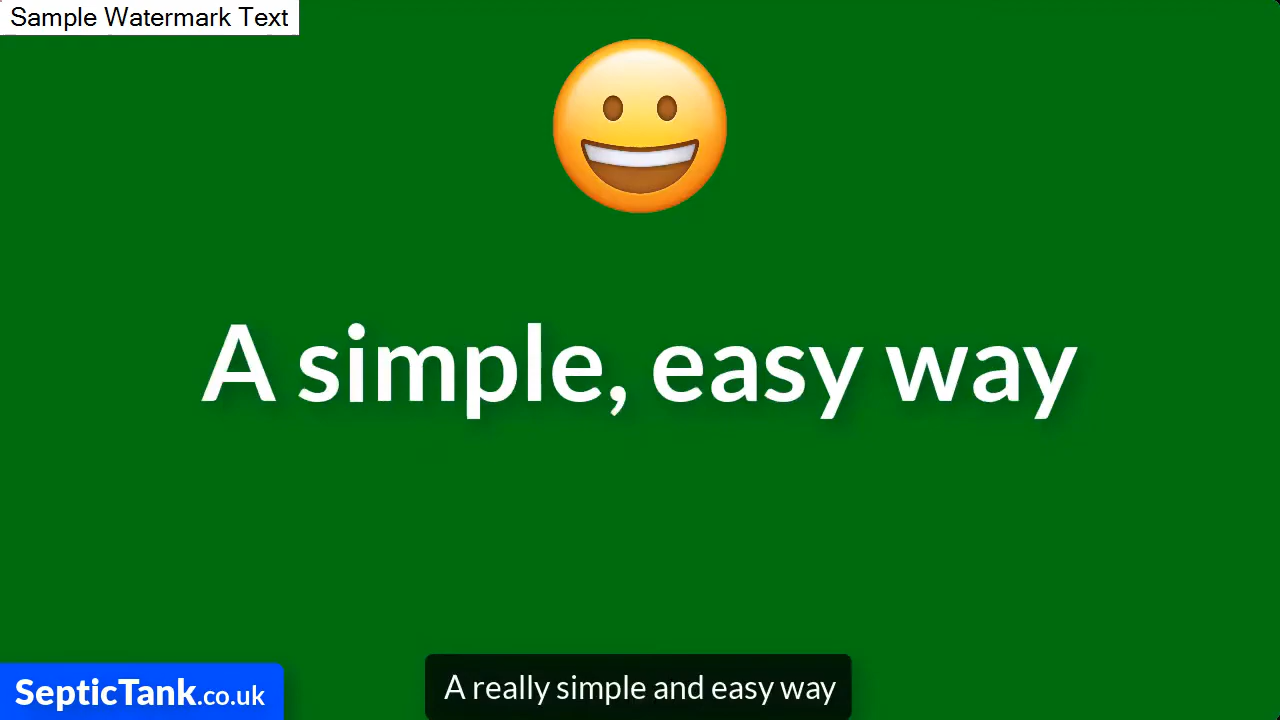 Sample Watermark Text
A simple, easy way
A really simple and easy way
SepticTank.co.uk